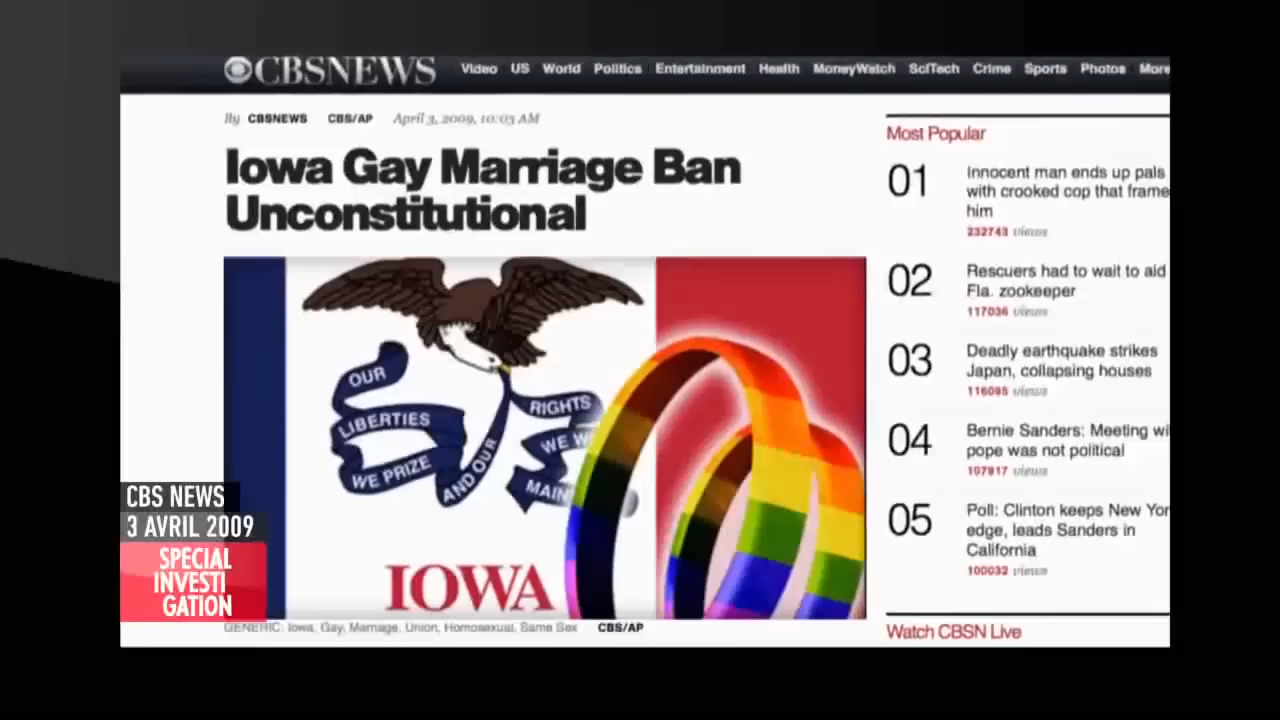 CBSNEWS
Video US World Politics Entertainment Health MoneyWatch SciTech Crime Sports Photos More
By CBSNEWS CBS/AP April 3, 2009, 10:03 AM
Iowa Gay Marriage Ban
Unconstitutional
OUR
LIBERTIES
WE PRIZE
AND OUR
RIGHTS
WE W
MAIN
IOWA
GENERIC: Iowa, Gay, Marriage, Union, Homosexual, Same Sex CBS/AP
CBS NEWS
3 AVRIL 2009
SPECIAL
INVESTI
GATION
Most Popular
01 Innocent man ends up pals
with crooked cop that frame
him
232743 views
02 Rescuers had to wait to aid
Fla. zookeeper
117036 views
03 Deadly earthquake strikes
Japan, collapsing houses
116095 views
04 Bernie Sanders: Meeting wi
pope was not political
107917 views
05 Poll: Clinton keeps New Yor
edge, leads Sanders in
California
100032 views
Watch CBSN Live